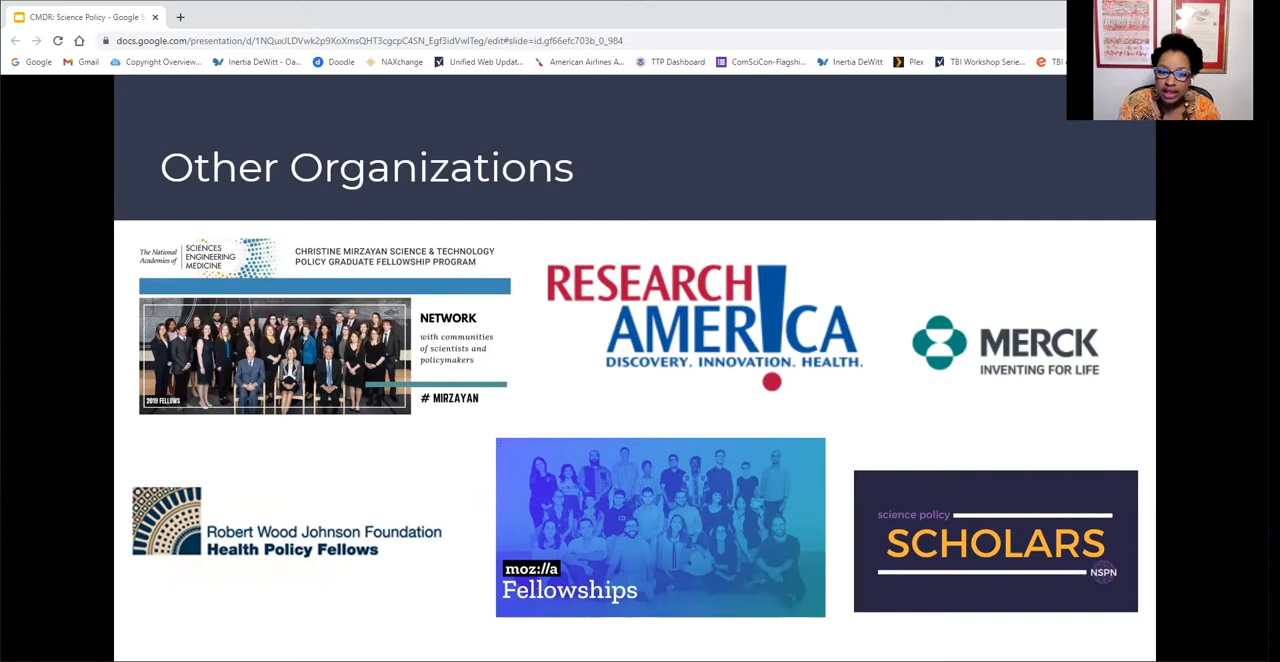 CMDR: Science Policy - Google S
docs.google.com/presentation/d/1NQuxJLDVwk2p9XoXmsQHT3cgcpGKDN_Egf3idVwlTeg/edit#slide=id.gf66efc703b_0_984
Google Gmail Copyright Overview... Inertia DeWitt - Oa... Doodle NAXchange Unified Web Updat... American Airlines A... TTP Dashboard ComSciCon-Flagshi... Inertia DeWitt Plex TBI Workshop Serie... TBI
Other Organizations
The National
Academies of
SCIENCES
ENGINEERING
MEDICINE
CHRISTINE MIRZAYAN SCIENCE & TECHNOLOGY
POLICY GRADUATE FELLOWSHIP PROGRAM
NETWORK
with communities
of scientists and
policymakers
# MIRZAYAN
2019 FELLOWS
RESEARCH
AMER!CA
DISCOVERY. INNOVATION. HEALTH.
MERCK
INVENTING FOR LIFE
Robert Wood Johnson Foundation
Health Policy Fellows
moz://a
Fellowships
science policy
SCHOLARS
NSPN